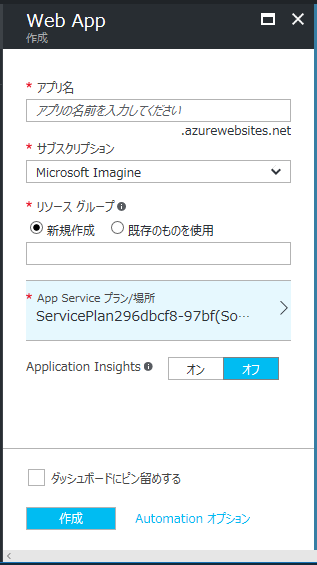 Web App
作成
* アプリ名
アプリの名前を入力してください
.azurewebsites.net
* サブスクリプション
Microsoft Imagine
* リソース グループ
新規作成 既存のものを使用
* App Service プラン/場所
ServicePlan296dbcf8-97bf(So...
Application Insights オン オフ
ダッシュボードにピン留めする
作成 Automation オプション